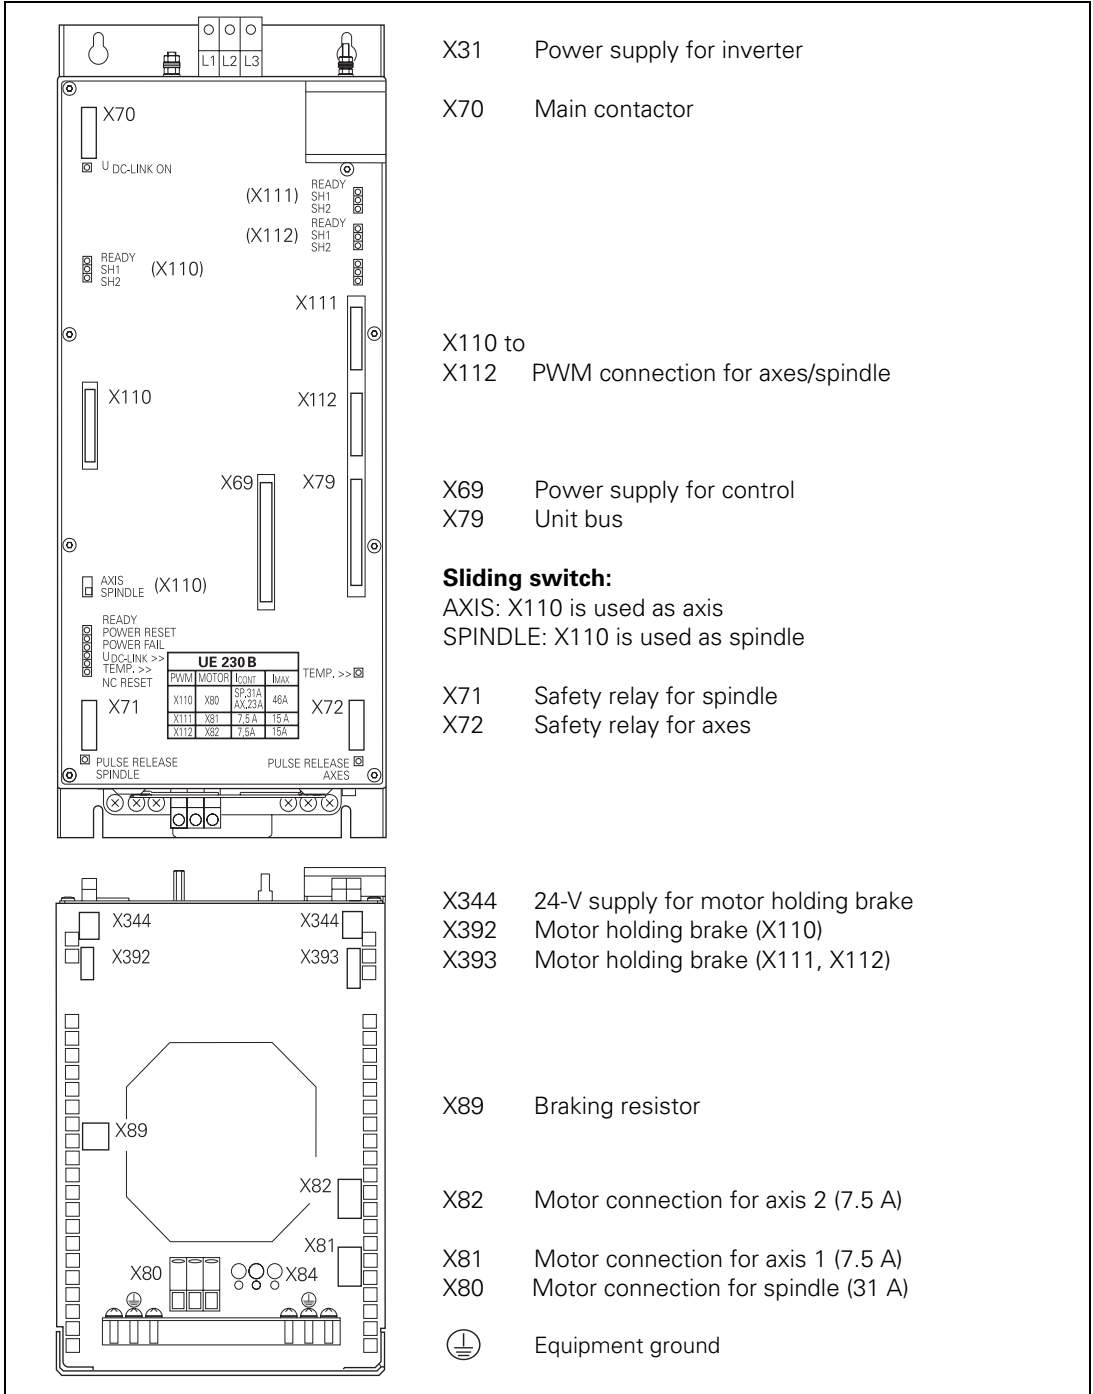 L1 L2 L3
X31 Power supply for inverter
X70
X70 Main contactor
U DC-LINK ON
(X111) READY
SH1
SH2
(X112) READY
SH1
SH2
READY
SH1 (X110)
SH2
X111
X110 to
X112 PWM connection for axes/spindle
X110
X112
X69
X79
X69 Power supply for control
X79 Unit bus
Sliding switch:
AXIS: X110 is used as axis
SPINDLE: X110 is used as spindle
AXIS
SPINDLE (X110)
READY
POWER RESET
POWER FAIL
UDC-LINK >>
TEMP. >>
NC RESET
UE 230 B
PWM MOTOR ICONT IMAX
X110 X80 SP.31A AX.23A 46A
X111 X81 7,5 A 15 A
X112 X82 7,5A 15A
TEMP. >>
X71
X72
X71 Safety relay for spindle
X72 Safety relay for axes
PULSE RELEASE
SPINDLE
PULSE RELEASE
AXES
X344
X344
X344 24-V supply for motor holding brake
X392
X393
X392 Motor holding brake (X110)
X393 Motor holding brake (X111, X112)
X89
X89 Braking resistor
X82
X82 Motor connection for axis 2 (7.5 A)
X81
X81 Motor connection for axis 1 (7.5 A)
X80
X84
X80 Motor connection for spindle (31 A)
Equipment ground